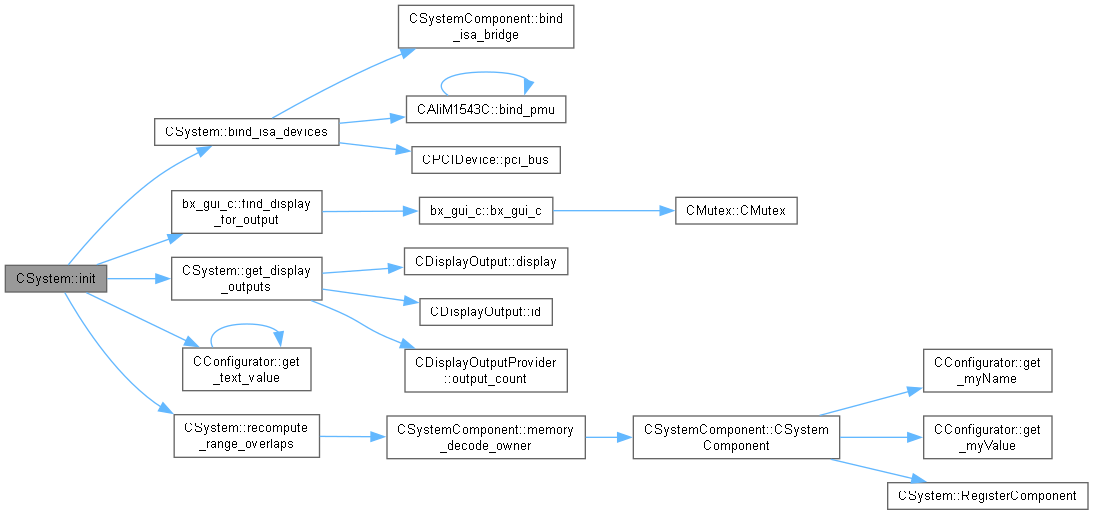 CSystemComponent::bind
_isa_bridge
CAliM1543C::bind_pmu
CSystem::bind_isa_devices
CPCIDevice::pci_bus
bx_gui_c::find_display
_for_output
bx_gui_c::bx_gui_c
CMutex::CMutex
CSystem::init
CSystem::get_display
_outputs
CDisplayOutput::display
CDisplayOutput::id
CConfigurator::get
_text_value
CDisplayOutputProvider
::output_count
CSystem::recompute
_range_overlaps
CSystemComponent::memory
_decode_owner
CSystemComponent::CSystem
Component
CConfigurator::get
_myName
CConfigurator::get
_myValue
CSystem::RegisterComponent